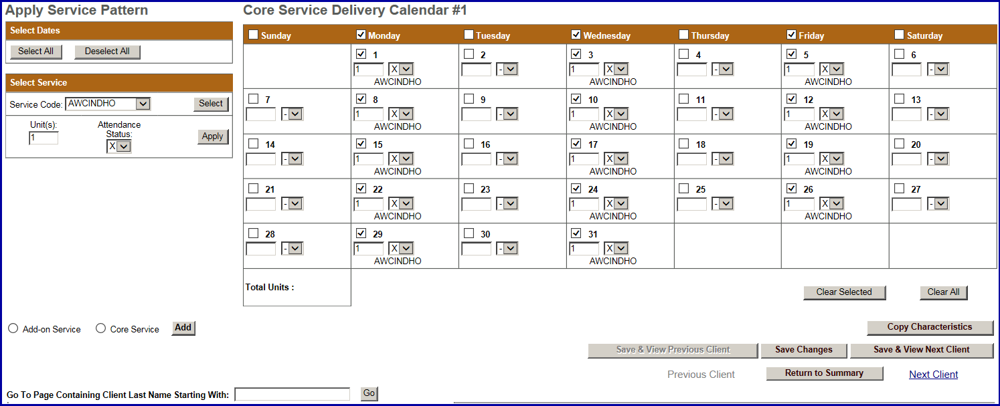 Apply Service Pattern
Select Dates
Select All Deselect All
Select Service
Service Code: AWCINDHO Select
Unit(s): Attendance Status:
1 X Apply
Core Service Delivery Calendar #1
Sunday Monday Tuesday Wednesday Thursday Friday Saturday
1 2 3 4 5 6
1 X - 1 X - 1 X -
AWCINDHO AWCINDHO AWCINDHO
7 8 9 10 11 12 13
- 1 X - 1 X - 1 X -
AWCINDHO AWCINDHO AWCINDHO
14 15 16 17 18 19 20
- 1 X - 1 X - 1 X -
AWCINDHO AWCINDHO AWCINDHO
21 22 23 24 25 26 27
- 1 X - 1 X - 1 X -
AWCINDHO AWCINDHO AWCINDHO
28 29 30 31
- 1 X - 1 X
AWCINDHO AWCINDHO
Total Units :
Clear Selected Clear All
Add-on Service Core Service Add
Copy Characteristics
Save & View Previous Client Save Changes Save & View Next Client
Previous Client Return to Summary Next Client
Go To Page Containing Client Last Name Starting With: Go